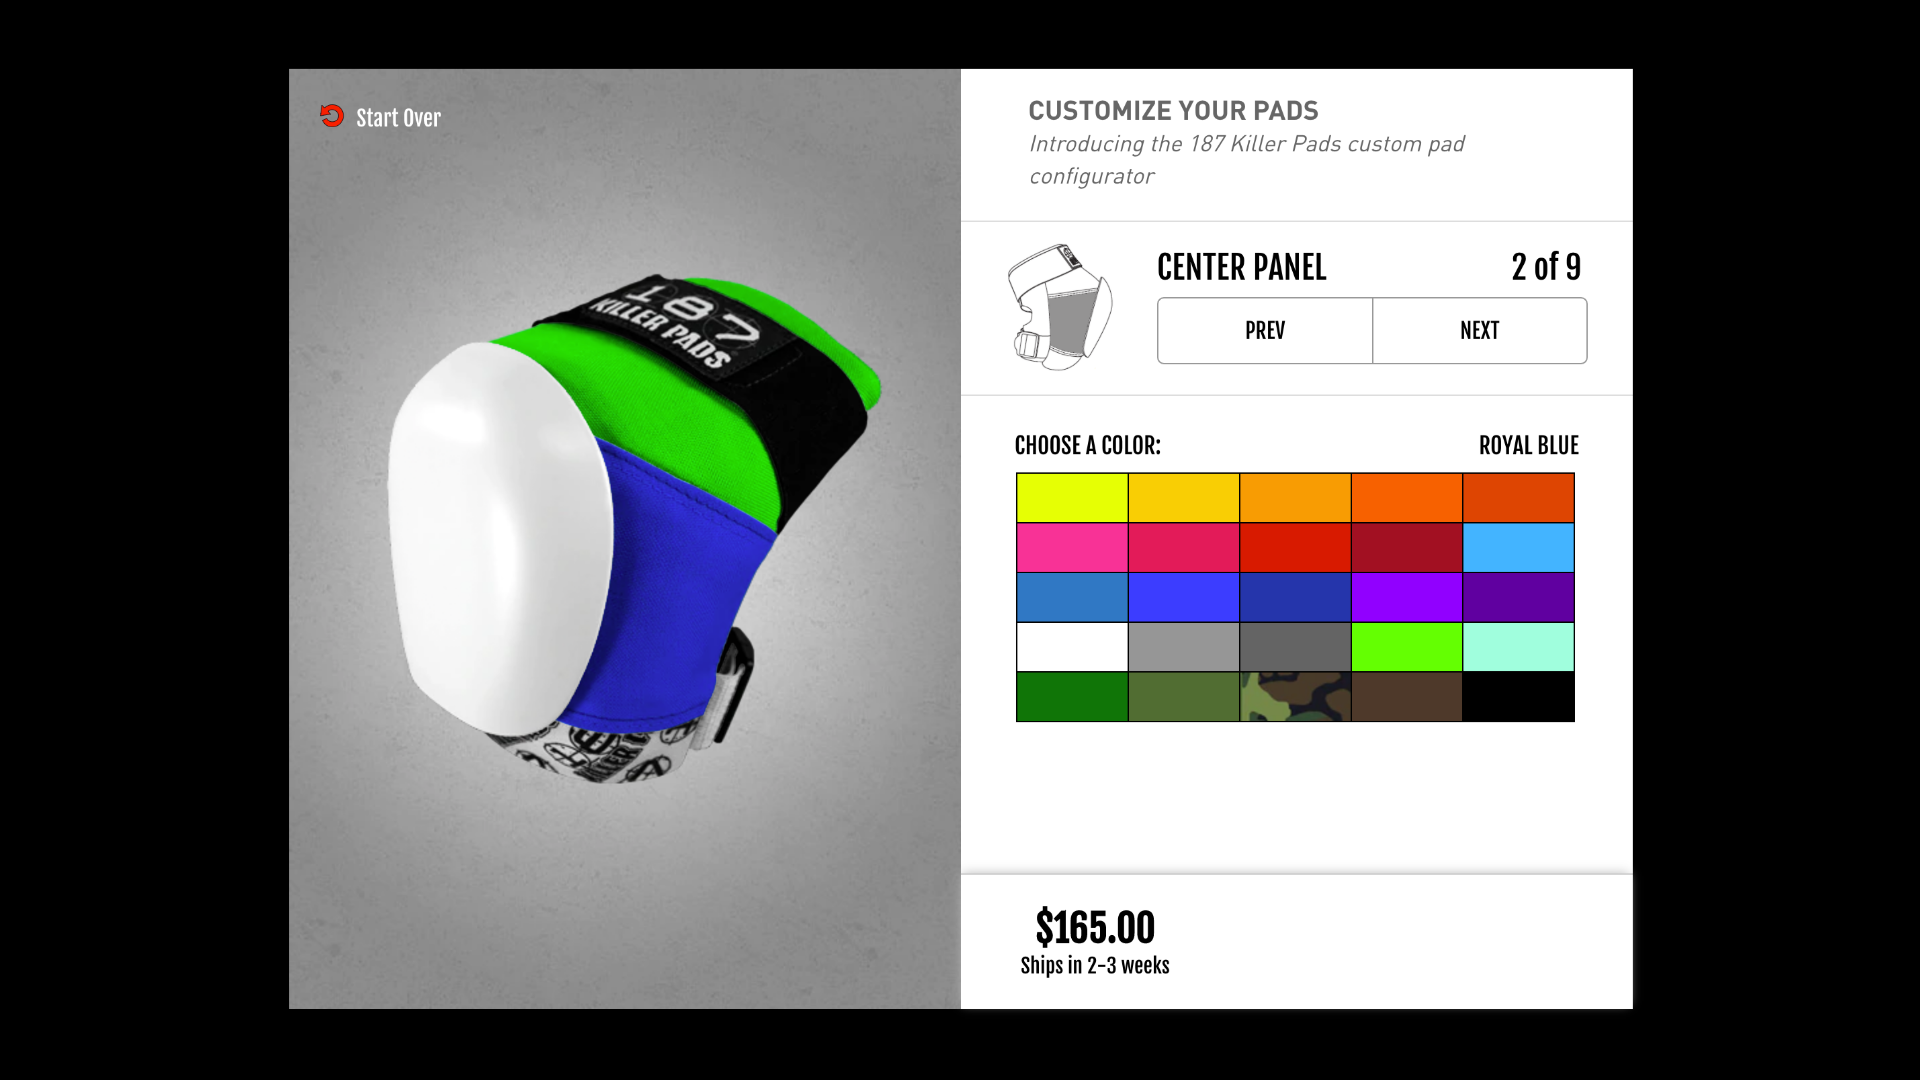 Start Over
187
KILLER PADS
CUSTOMIZE YOUR PADS
Introducing the 187 Killer Pads custom pad
configurator
CENTER PANEL
2 of 9
PREV
NEXT
CHOOSE A COLOR:
ROYAL BLUE
$165.00
Ships in 2-3 weeks